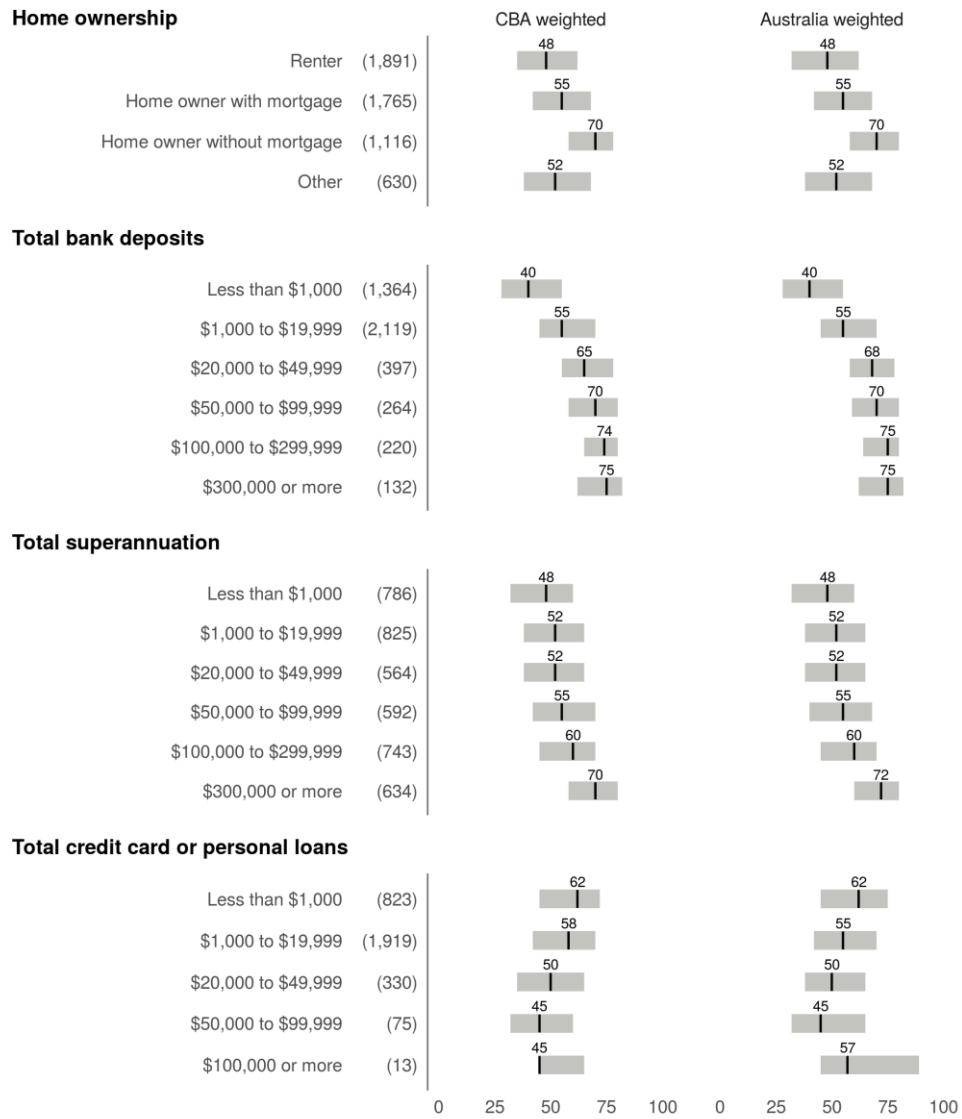 Home ownership CBA weighted Australia weighted
48 48
Renter (1,891)
55 55
Home owner with mortgage (1,765)
70 70
Home owner without mortgage (1,116)
52 52
Other (630)
Total bank deposits
40 40
Less than $1,000 (1,364)
55 55
$1,000 to $19,999 (2,119)
65 68
$20,000 to $49,999 (397)
70 70
$50,000 to $99,999 (264)
74 75
$100,000 to $299,999 (220)
75 75
$300,000 or more (132)
Total superannuation
48 48
Less than $1,000 (786)
52 52
$1,000 to $19,999 (825)
52 52
$20,000 to $49,999 (564)
55 55
$50,000 to $99,999 (592)
60 60
$100,000 to $299,999 (743)
70 72
$300,000 or more (634)
Total credit card or personal loans
62 62
Less than $1,000 (823)
58 55
$1,000 to $19,999 (1,919)
50 50
$20,000 to $49,999 (330)
45 45
$50,000 to $99,999 (75)
45 57
$100,000 or more (13)
0 25 50 75 100 0 25 50 75 100